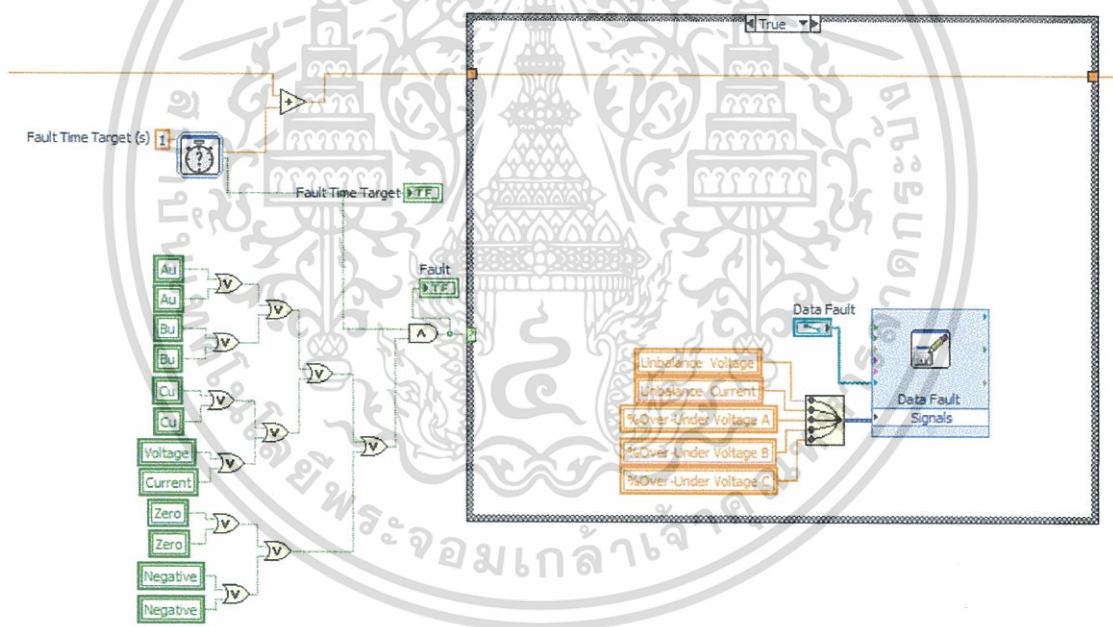 True
Fault Time Target (s) 1
?
Fault Time Target TF
Au
Au
Bu
Bu
Cu
Cu
Voltage
Current
Zero
Zero
Negative
Negative
V
V
V
V
V
V
V
V
V
V
V
Fault
TF
?
Data Fault
Unbalance Voltage
Unbalance Current
%Over-Under Voltage A
%Over-Under Voltage B
%Over-Under Voltage C
Data Fault
Signals